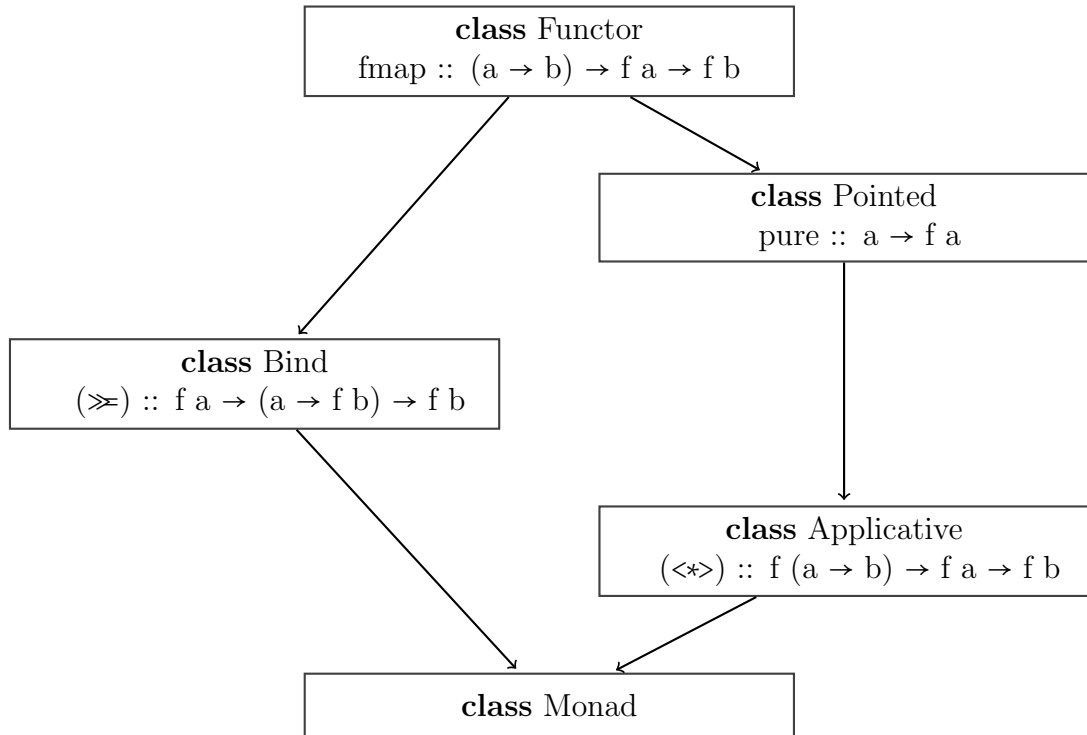 class Functor
fmap :: (a → b) → f a → f b
class Pointed
pure :: a → f a
class Bind
(≫=) :: f a → (a → f b) → f b
class Applicative
(<*>) :: f (a → b) → f a → f b
class Monad